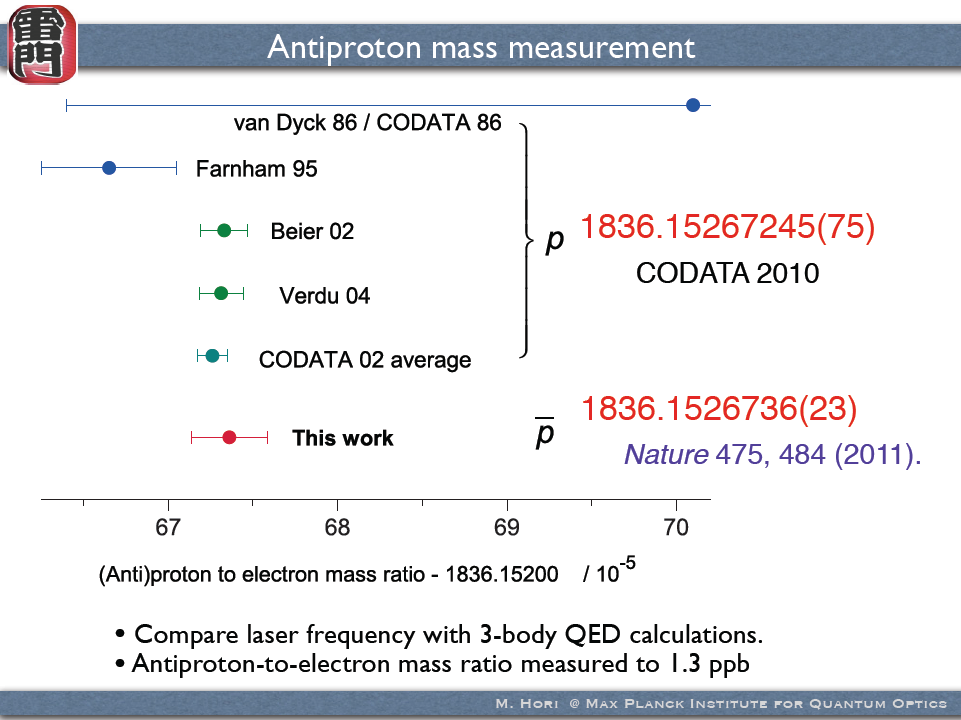 雷門
Antiproton mass measurement
van Dyck 86 / CODATA 86
Farnham 95
Beier 02
p 1836.15267245(75)
CODATA 2010
Verdu 04
CODATA 02 average
1836.1526736(23)
p̅
This work
Nature 475, 484 (2011).
67 68 69 70
(Anti)proton to electron mass ratio - 1836.15200 / 10⁻⁵
• Compare laser frequency with 3-body QED calculations.
• Antiproton-to-electron mass ratio measured to 1.3 ppb
M. Hori @ Max Planck Institute for Quantum Optics